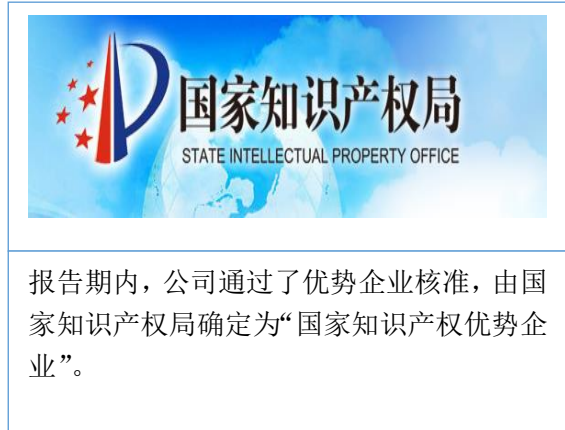 国家知识产权局
STATE INTELLECTUAL PROPERTY OFFICE
报告期内，公司通过了优势企业核准，由国
家知识产权局确定为“国家知识产权优势企
业”。